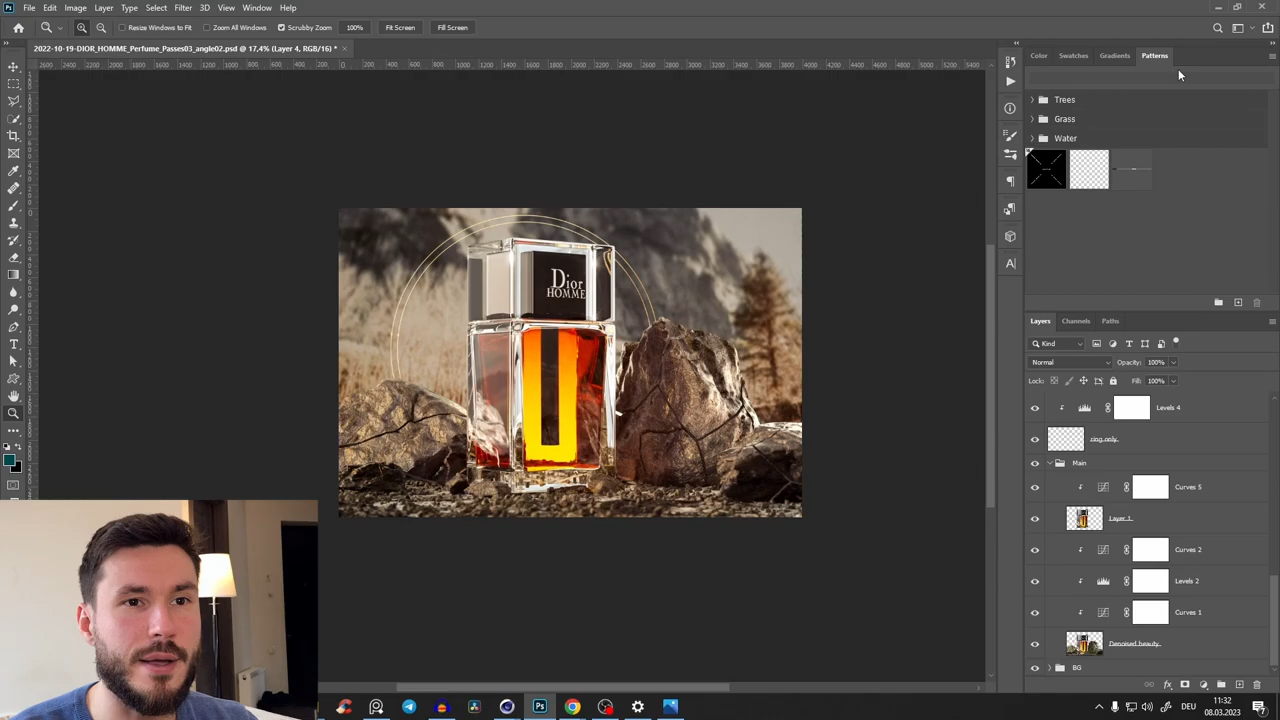 Ps File Edit Image Layer Type Select Filter 3D View Plugins Window Help
Resize Windows to Fit Zoom All Windows Scrubby Zoom 100% Fit Screen Fill Screen
2022-10-19-DIOR_HOMME_Perfume_Passes03_angle02.psd @ 17,4% (Layer 4, RGB/16) *
Color Swatches Gradients Patterns
Trees
Grass
Water
Dior
HOMME
Layers Channels Paths
Kind
Normal Opacity: 100%
Lock: Fill: 100%
Levels 4
ring only
Main
Curves 5
Layer 1
Curves 2
Levels 2
Curves 1
Denoised beauty
BG
fx
Ps DEU 11:32
08.03.2023